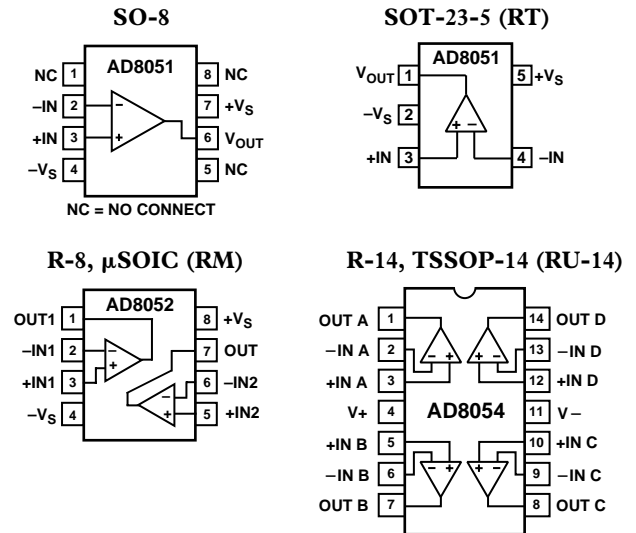 SO-8
AD8051
NC 1 8 NC
–IN 2 – 7 +VS
+IN 3 + 6 VOUT
–VS 4 5 NC
NC = NO CONNECT
SOT-23-5 (RT)
AD8051
VOUT 1 5 +VS
–VS 2
+ –
+IN 3 4 –IN
R-8, µSOIC (RM)
AD8052
OUT1 1 8 +VS
–IN1 2 – 7 OUT
+IN1 3 + – 6 –IN2
–VS 4 + 5 +IN2
R-14, TSSOP-14 (RU-14)
OUT A 1 14 OUT D
–IN A 2 – + + – 13 –IN D
+IN A 3 12 +IN D
V+ 4 AD8054 11 V–
+IN B 5 10 +IN C
–IN B 6 – + + – 9 –IN C
OUT B 7 8 OUT C